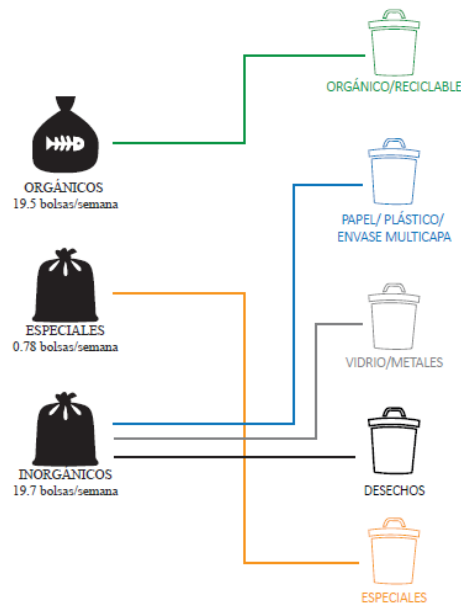 ORGÁNICO/RECICLABLE
ORGÁNICOS
19.5 bolsas/semana
PAPEL/ PLÁSTICO/
ENVASE MULTICAPA
ESPECIALES
0.78 bolsas/semana
VIDRIO/METALES
INORGÁNICOS
19.7 bolsas/semana
DESECHOS
ESPECIALES